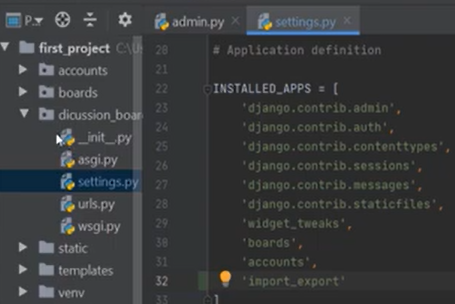 P...
admin.py
settings.py
first_project
accounts
boards
dicussion_boar
__init__.py
asgi.py
settings.py
urls.py
wsgi.py
static
templates
venv
20 # Application definition
21
22 INSTALLED_APPS = [
23 'django.contrib.admin',
24 'django.contrib.auth',
25 'django.contrib.contenttypes',
26 'django.contrib.sessions',
27 'django.contrib.messages',
28 'django.contrib.staticfiles',
29 'widget_tweaks',
30 'boards',
31 'accounts',
32 'import_export'
33 ]